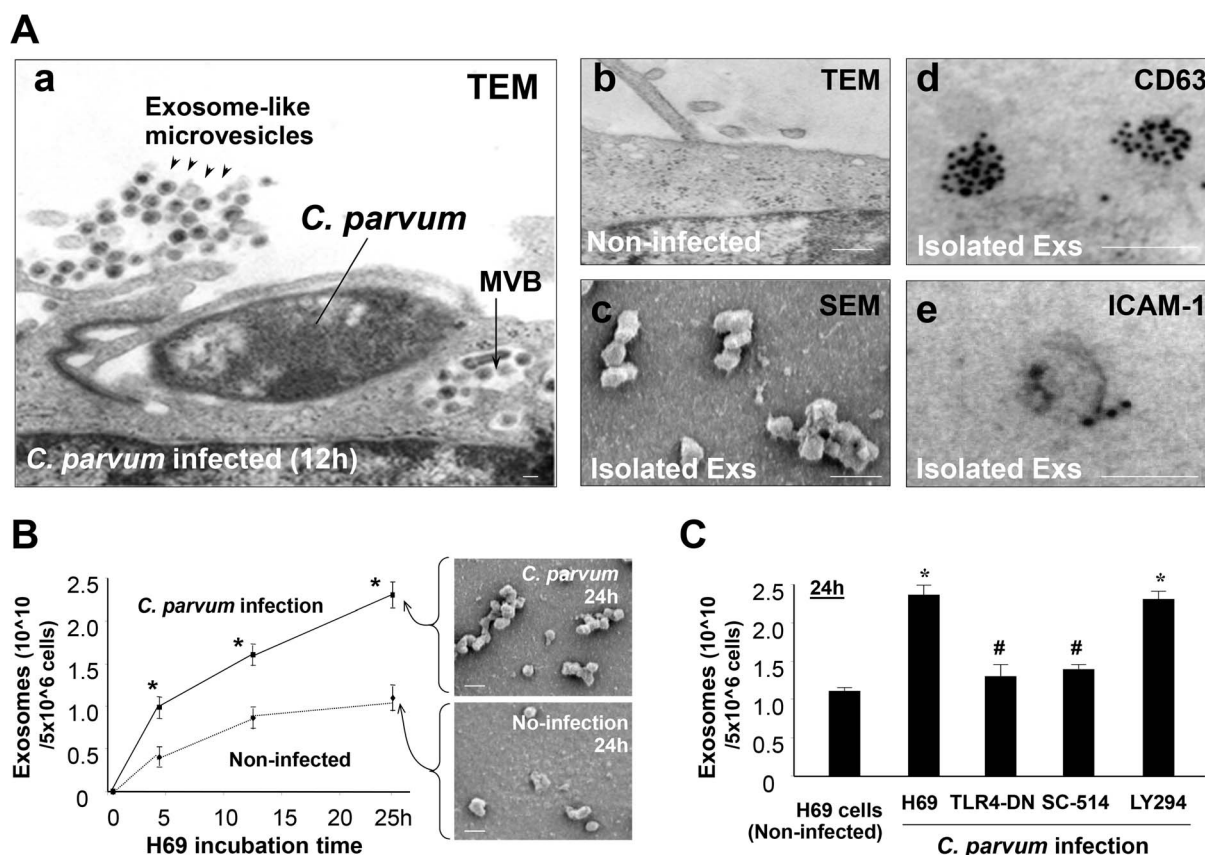 A
a
TEM
Exosome-like
microvesicles
C. parvum
MVB
C. parvum infected (12h)
b
TEM
Non-infected
c
SEM
Isolated Exs
d
CD63
Isolated Exs
e
ICAM-1
Isolated Exs
B
Exosomes (10^10
/5x10^6 cells)
2.5
2.0
1.5
1.0
0.5
0
C. parvum infection
*
*
*
Non-infected
0 5 10 15 20 25h
H69 incubation time
C. parvum
24h
No-infection
24h
C
Exosomes (10^10
/5x10^6 cells)
2.5
2.0
1.5
1.0
0.5
0
24h
*
#
#
*
H69 cells
(Non-infected)
H69 TLR4-DN SC-514 LY294
C. parvum infection